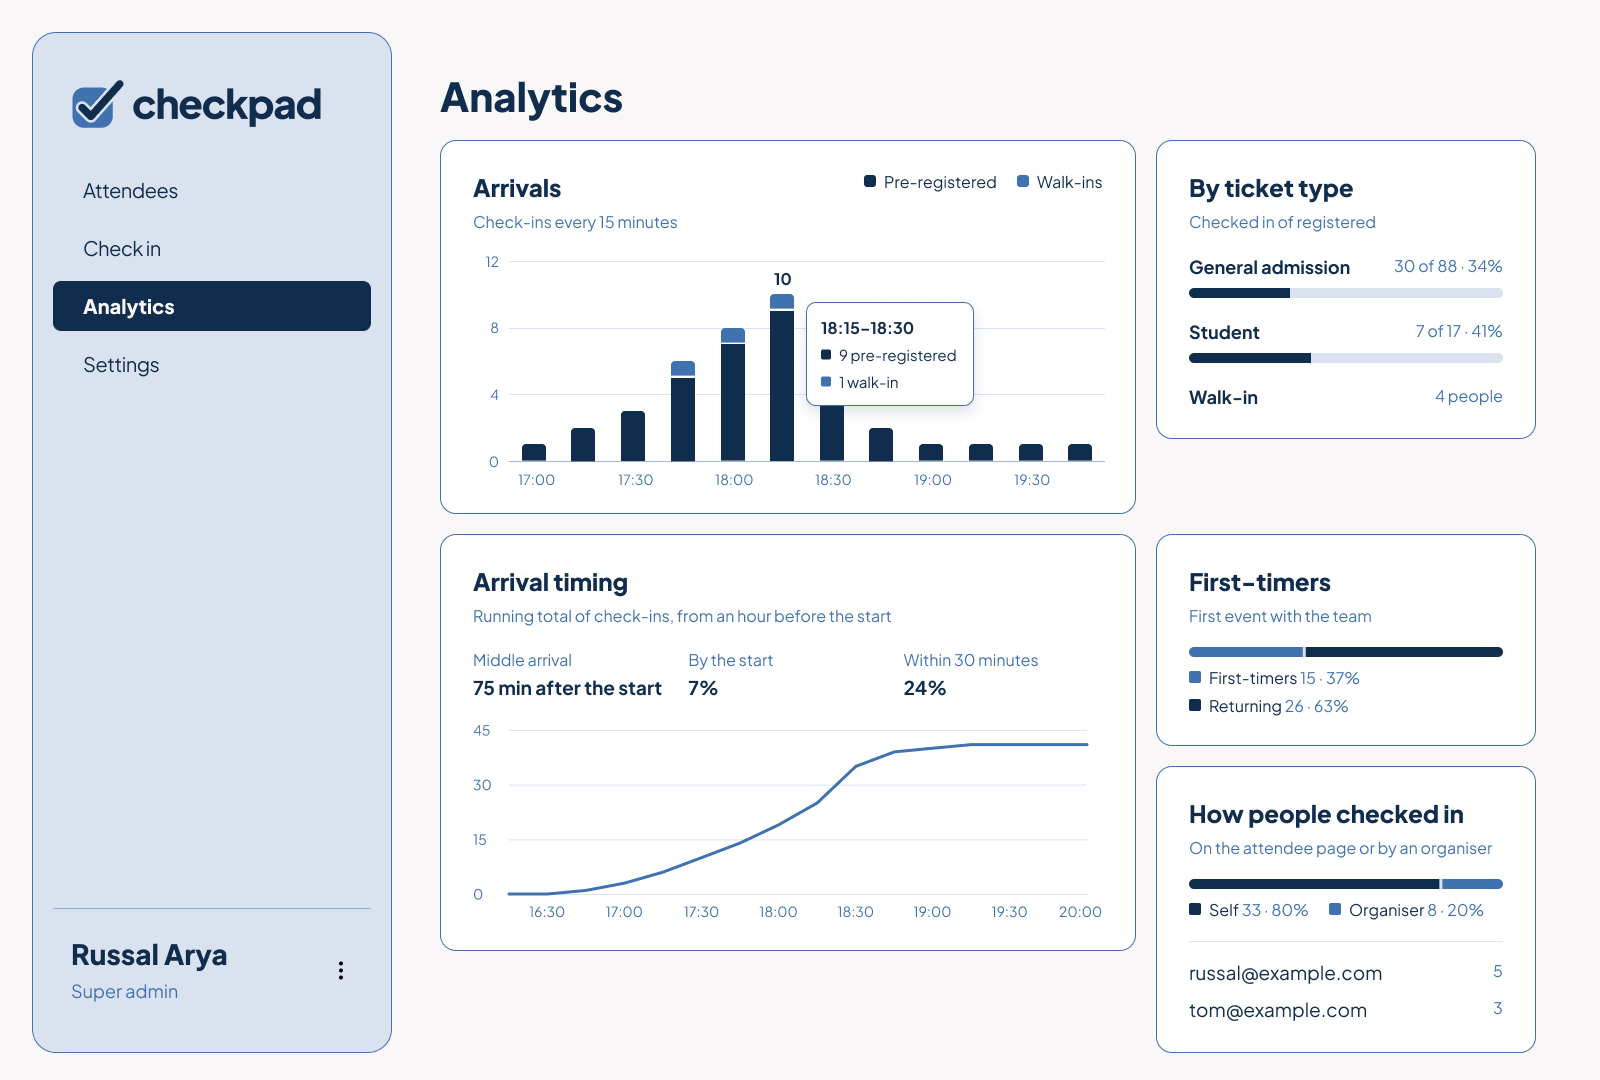 checkpad
Attendees
Check in
Analytics
Settings
Russal Arya
Super admin
Analytics
Arrivals
Pre-registered
Walk-ins
Check-ins every 15 minutes
12
8
4
0
10
18:15–18:30
9 pre-registered
1 walk-in
17:00 17:30 18:00 18:30 19:00 19:30
By ticket type
Checked in of registered
General admission 30 of 88 · 34%
Student 7 of 17 · 41%
Walk-in 4 people
Arrival timing
Running total of check-ins, from an hour before the start
Middle arrival By the start Within 30 minutes
75 min after the start 7% 24%
45
30
15
0
16:30 17:00 17:30 18:00 18:30 19:00 19:30 20:00
First-timers
First event with the team
First-timers 15 · 37%
Returning 26 · 63%
How people checked in
On the attendee page or by an organiser
Self 33 · 80% Organiser 8 · 20%
russal@example.com 5
tom@example.com 3